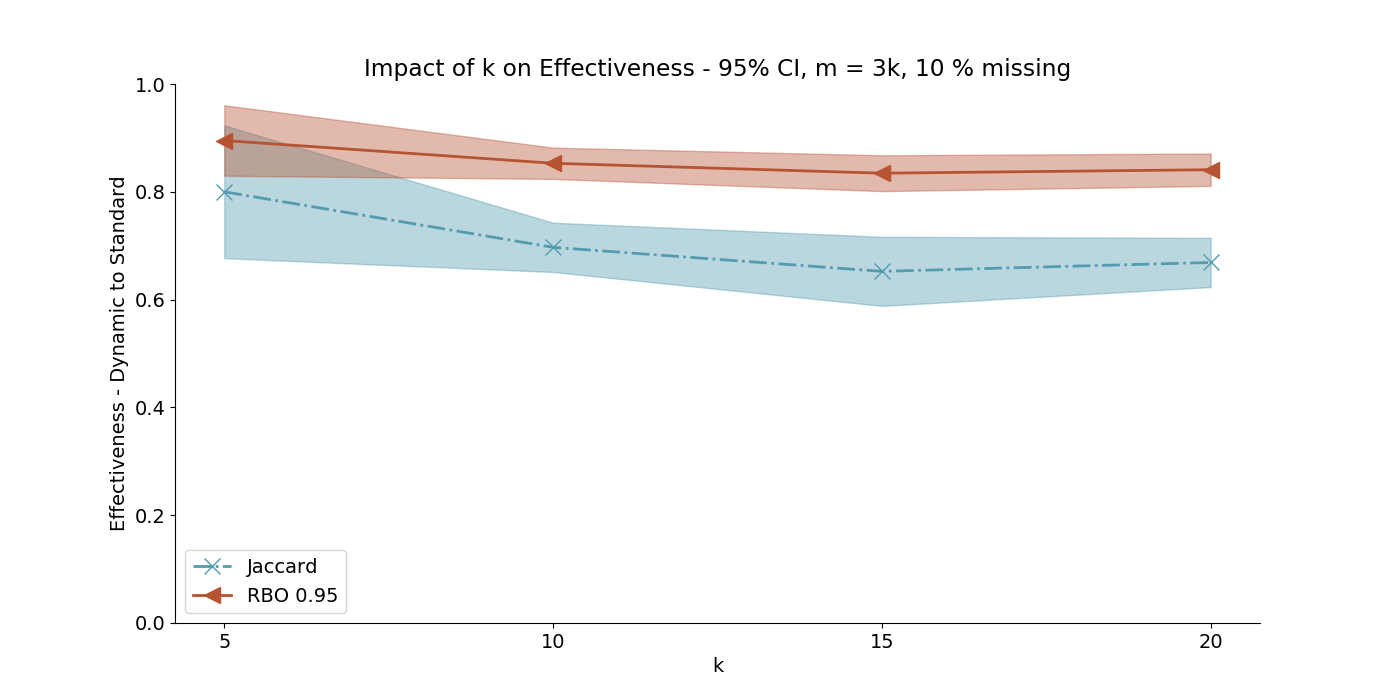 Impact of k on Effectiveness - 95% CI, m = 3k, 10 % missing
Effectiveness - Dynamic to Standard
1.0
0.8
0.6
0.4
0.2
0.0
Jaccard
RBO 0.95
5 10 15 20
k